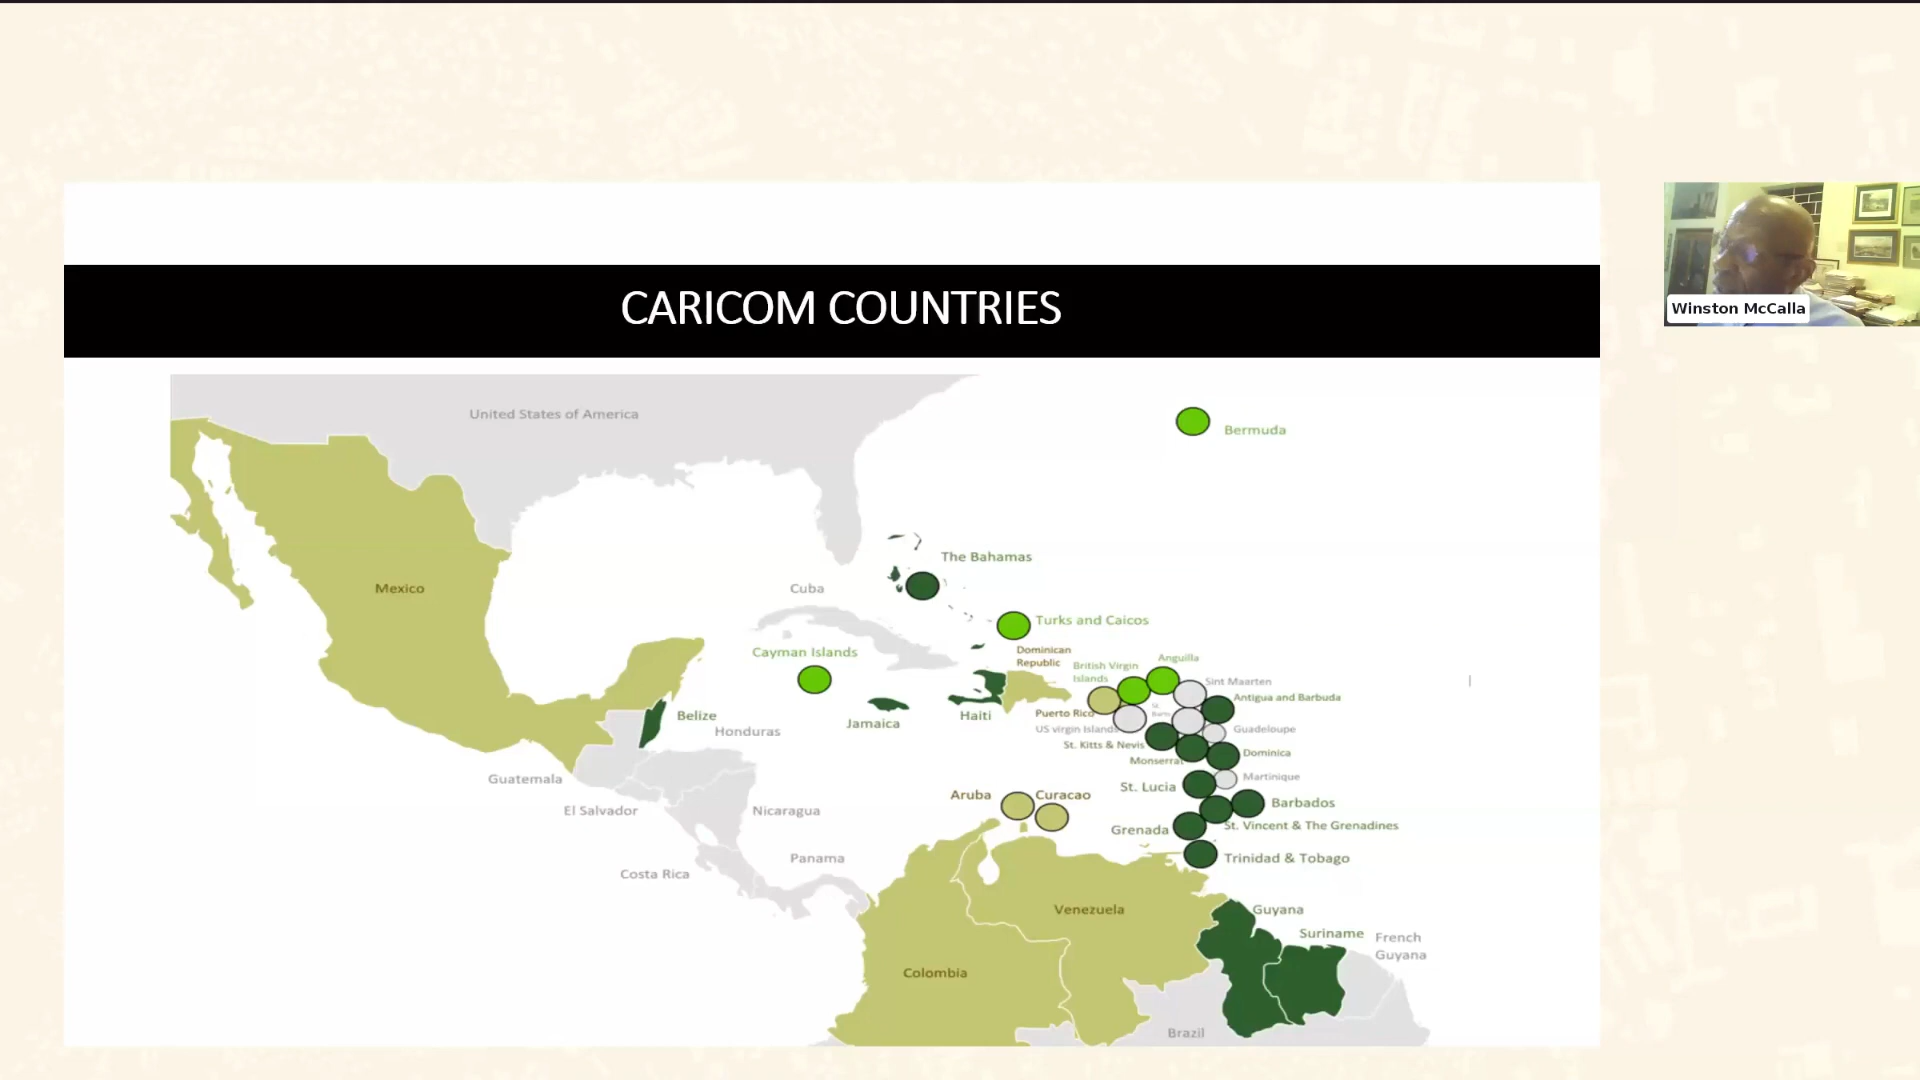 CARICOM COUNTRIES
Winston McCalla
United States of America
Bermuda
The Bahamas
Mexico
Cuba
Turks and Caicos
Cayman Islands
Dominican
Republic
British Virgin
Islands
Anguilla
Sint Maarten
Antigua and Barbuda
St.
Barts
Belize
Honduras
Jamaica
Haiti
Puerto Rico
US virgin Islands
Guadeloupe
St. Kitts & Nevis
Monserrat
Dominica
Guatemala
Martinique
St. Lucia
Aruba
Curacao
Barbados
El Salvador
Nicaragua
Grenada
St. Vincent & The Grenadines
Panama
Trinidad & Tobago
Costa Rica
Venezuela
Guyana
Suriname
French
Guyana
Colombia
Brazil